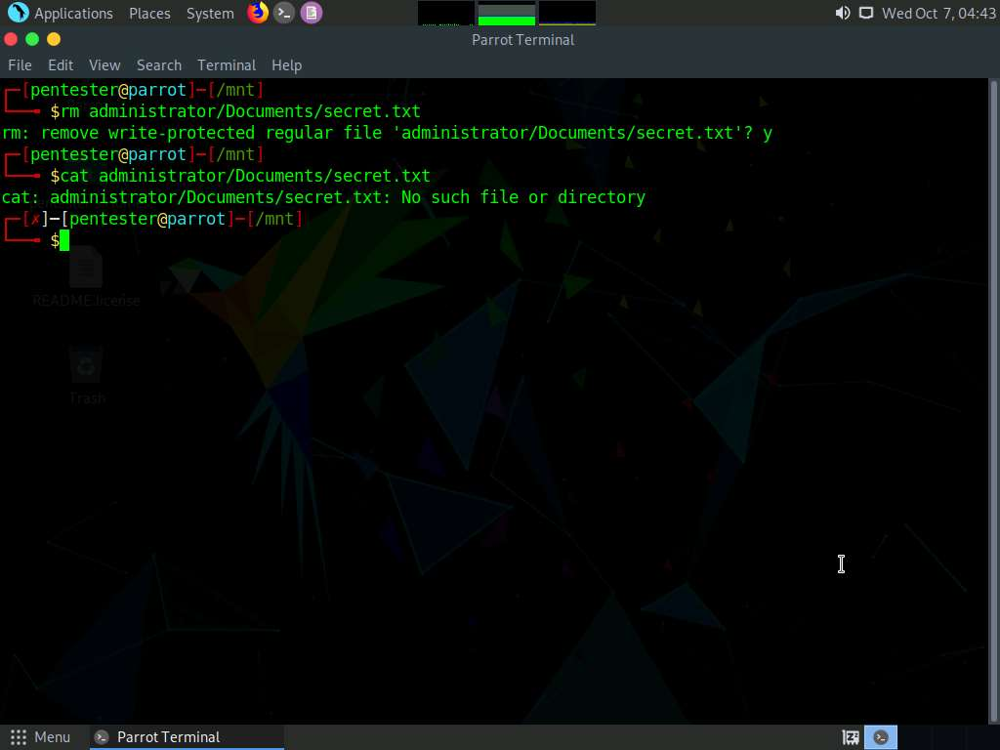 Applications Places System Wed Oct 7, 04:43
Parrot Terminal
File Edit View Search Terminal Help
┌─[pentester@parrot]─[/mnt]
└──╼ $rm administrator/Documents/secret.txt
rm: remove write-protected regular file 'administrator/Documents/secret.txt'? y
┌─[pentester@parrot]─[/mnt]
└──╼ $cat administrator/Documents/secret.txt
cat: administrator/Documents/secret.txt: No such file or directory
┌─[✗]─[pentester@parrot]─[/mnt]
└──╼ $
README.license
Trash
Menu Parrot Terminal